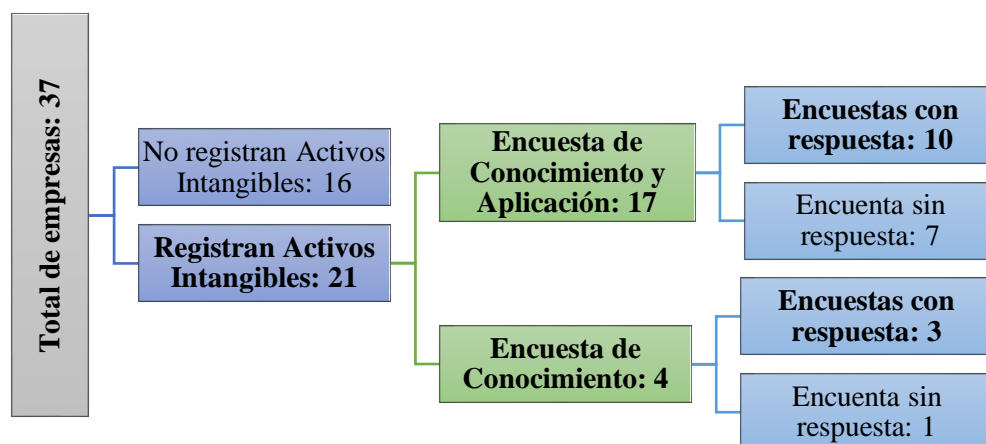 Total de empresas: 37
No registran Activos
Intangibles: 16
Registran Activos
Intangibles: 21
Encuesta de
Conocimiento y
Aplicación: 17
Encuesta de
Conocimiento: 4
Encuestas con
respuesta: 10
Encuenta sin
respuesta: 7
Encuestas con
respuesta: 3
Encuenta sin
respuesta: 1